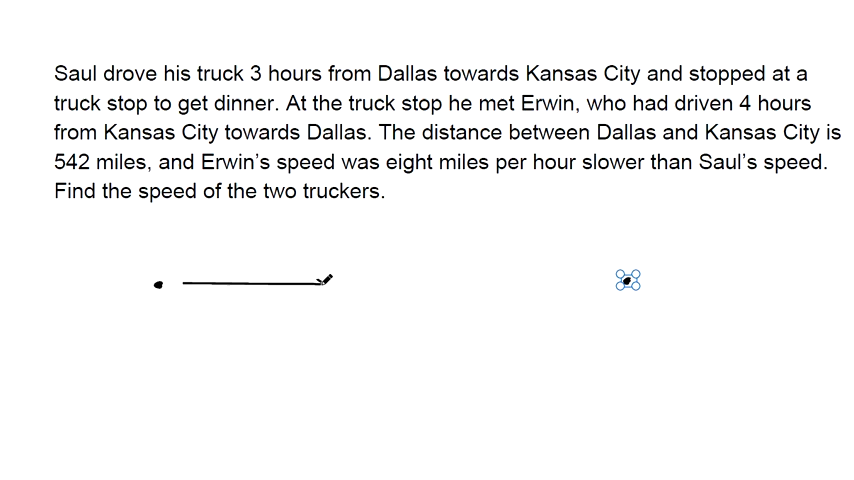 Saul drove his truck 3 hours from Dallas towards Kansas City and stopped at a
truck stop to get dinner. At the truck stop he met Erwin, who had driven 4 hours
from Kansas City towards Dallas. The distance between Dallas and Kansas City is
542 miles, and Erwin’s speed was eight miles per hour slower than Saul’s speed.
Find the speed of the two truckers.